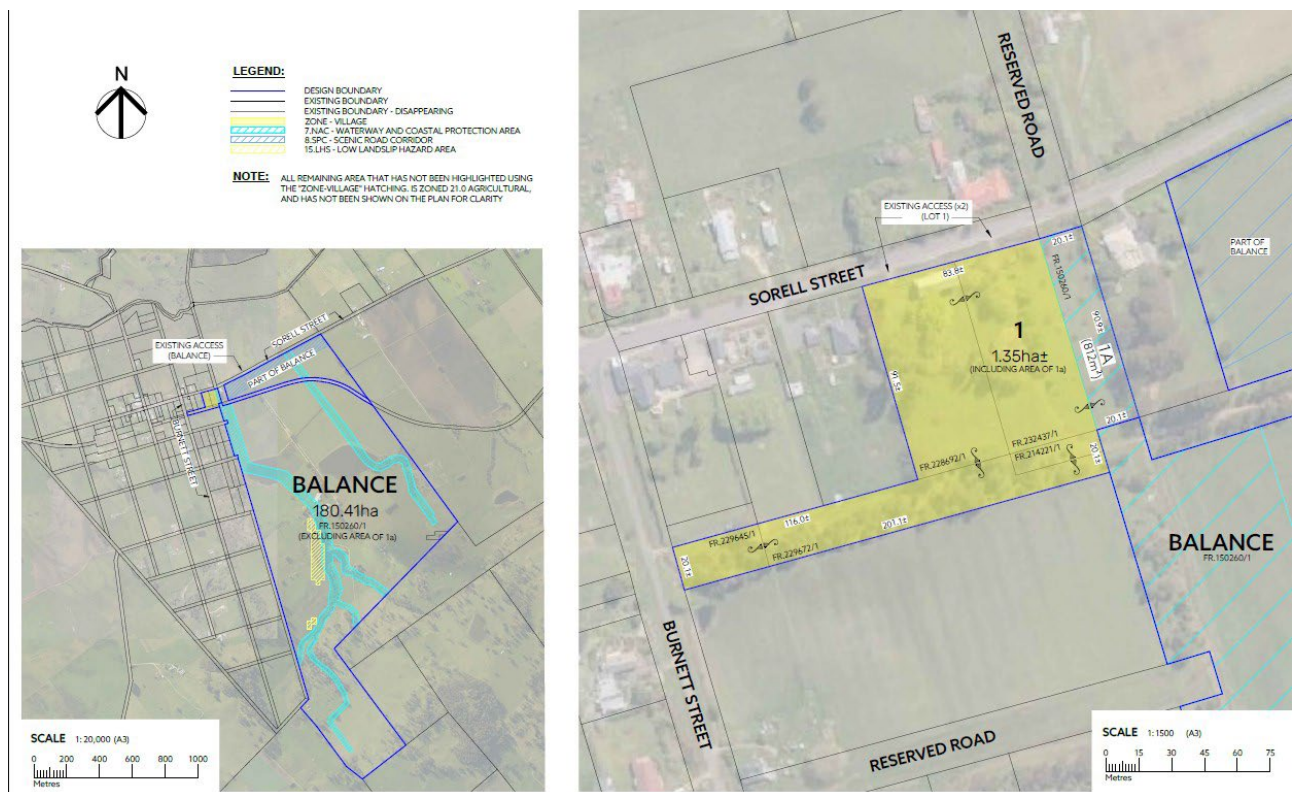 N
LEGEND:
DESIGN BOUNDARY
EXISTING BOUNDARY
EXISTING BOUNDARY - DISAPPEARING
ZONE - VILLAGE
7.NAC - WATERWAY AND COASTAL PROTECTION AREA
8.SPC - SCENIC ROAD CORRIDOR
15.LHS - LOW LANDSLIP HAZARD AREA
NOTE: ALL REMAINING AREA THAT HAS NOT BEEN HIGHLIGHTED USING
THE "ZONE-VILLAGE" HATCHING. IS ZONED 21.0 AGRICULTURAL,
AND HAS NOT BEEN SHOWN ON THE PLAN FOR CLARITY
EXISTING ACCESS
(BALANCE)
SORELL STREET
PART OF BALANCE
BURNETT STREET
BALANCE
180.41ha
FR.150260/1
(EXCLUDING AREA OF 1a)
SCALE 1: 20,000 (A3)
0 200 400 600 800 1000
Metres
RESERVED ROAD
EXISTING ACCESS (x2)
(LOT 1)
SORELL STREET
83.8±
20.1±
FR.150260/1
PART OF
BALANCE
1
1.35ha±
(INCLUDING AREA OF 1a)
90.9±
1A
(812m²)
91.5±
20.1±
FR.232437/1
FR.214221/1
FR.228692/1
20.1±
116.0±
201.1±
FR.229645/1
FR.229672/1
20.1±
BALANCE
FR.150260/1
BURNETT STREET
RESERVED ROAD
SCALE 1:1500 (A3)
0 15 30 45 60 75
Metres